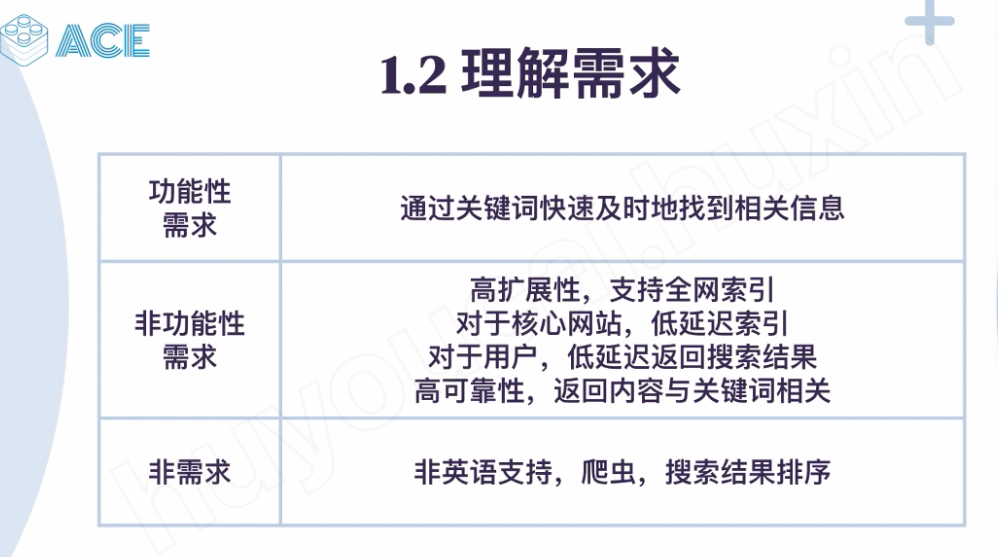 ACE
1.2 理解需求
功能性
需求
通过关键词快速及时地找到相关信息
非功能性
需求
高扩展性，支持全网索引
对于核心网站，低延迟索引
对于用户，低延迟返回搜索结果
高可靠性，返回内容与关键词相关
非需求
非英语支持，爬虫，搜索结果排序